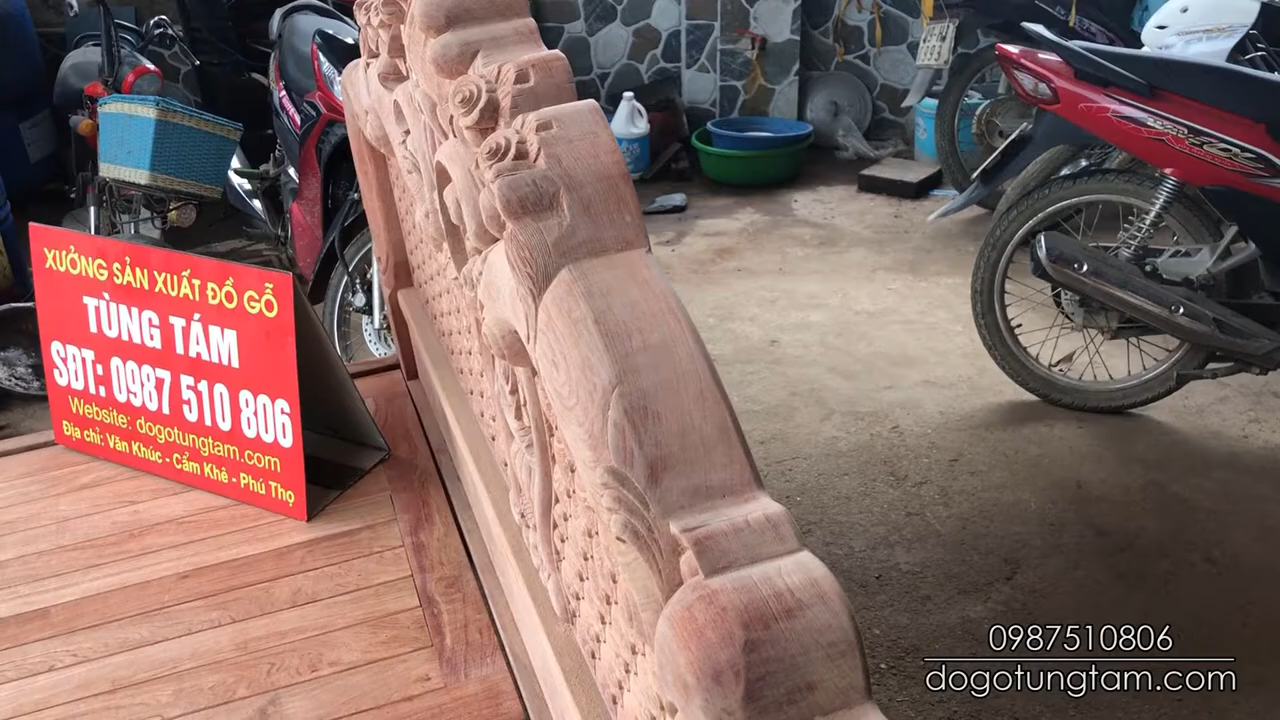 XƯỞNG SẢN XUẤT ĐỒ GỖ
TÙNG TÁM
SĐT: 0987 510 806
Website: dogotungtam.com
Địa chỉ: Văn Khúc - Cẩm Khê - Phú Thọ
0987510806
dogotungtam.com